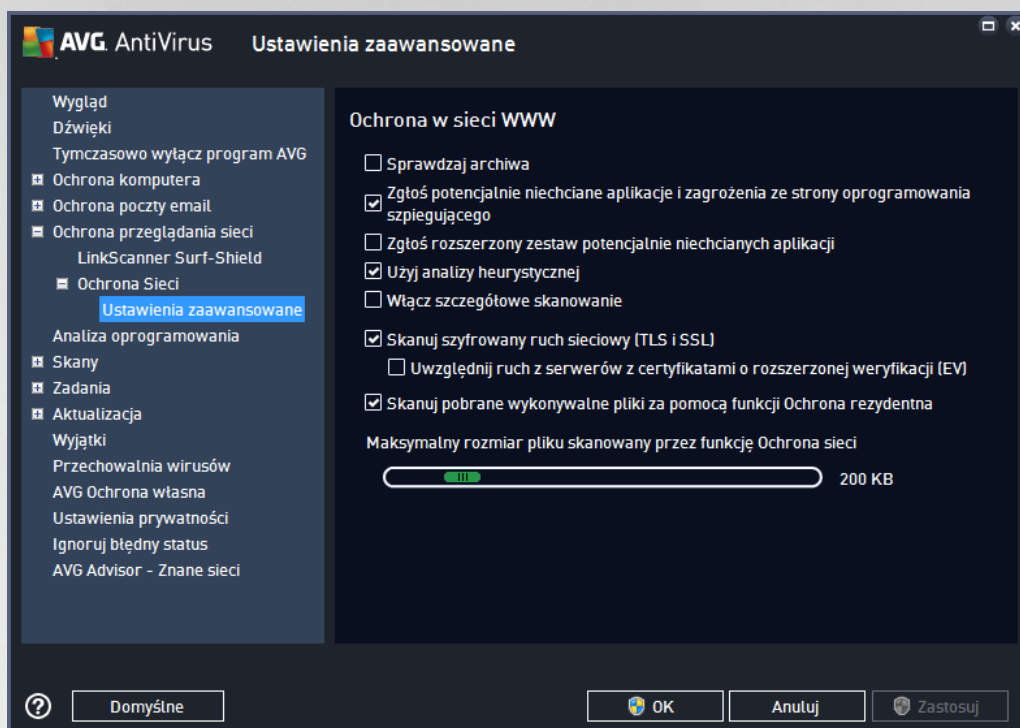 AVG. AntiVirus Ustawienia zaawansowane
Wygląd
Dźwięki
Tymczasowo wyłącz program AVG
Ochrona komputera
Ochrona poczty email
Ochrona przeglądania sieci
LinkScanner Surf-Shield
Ochrona Sieci
Ustawienia zaawansowane
Analiza oprogramowania
Skany
Zadania
Aktualizacja
Wyjątki
Przechowalnia wirusów
AVG Ochrona własna
Ustawienia prywatności
Ignoruj błędny status
AVG Advisor - Znane sieci
Ochrona w sieci WWW
Sprawdzaj archiwa
Zgłoś potencjalnie niechciane aplikacje i zagrożenia ze strony oprogramowania
szpiegującego
Zgłoś rozszerzony zestaw potencjalnie niechcianych aplikacji
Użyj analizy heurystycznej
Włącz szczegółowe skanowanie
Skanuj szyfrowany ruch sieciowy (TLS i SSL)
Uwzględnij ruch z serwerów z certyfikatami o rozszerzonej weryfikacji (EV)
Skanuj pobrane wykonywalne pliki za pomocą funkcji Ochrona rezydentna
Maksymalny rozmiar pliku skanowany przez funkcję Ochrona sieci
200 KB
Domyślne
OK
Anuluj
Zastosuj